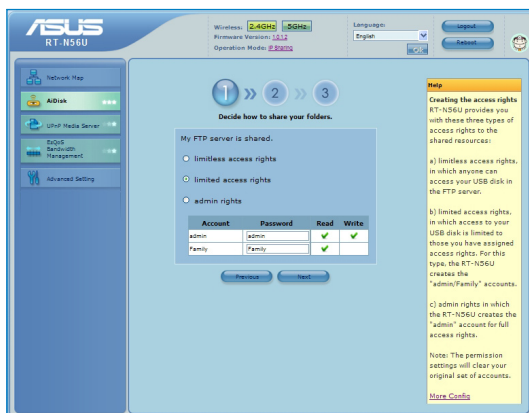 ASUS
RT-N56U
Wireless: 2.4GHz 5GHz
Firmware Version: 1.0.1.2
Operation Mode: IP Sharing
Language:
English
Logout
Reboot
Network Map
AiDisk
UPnP Media Server
EzQoS
Bandwidth
Management
Advanced Setting
1 » 2 » 3
Decide how to share your folders.
My FTP server is shared.
limitless access rights
limited access rights
admin rights
Account Password Read Write
admin admin
Family Family
Previous Next
Help
Creating the access rights
RT-N56U provides you
with these three types of
access rights to the
shared resources:
a) limitless access rights,
in which anyone can
access your USB disk in
the FTP server.
b) limited access rights,
in which access to your
USB disk is limited to
those you have assigned
access rights. For this
type, the RT-N56U
creates the
"admin/Family" accounts.
c) admin rights in which
the RT-N56U creates the
"admin" account for full
access rights.
Note: The permission
settings will clear your
original set of accounts.
More Config